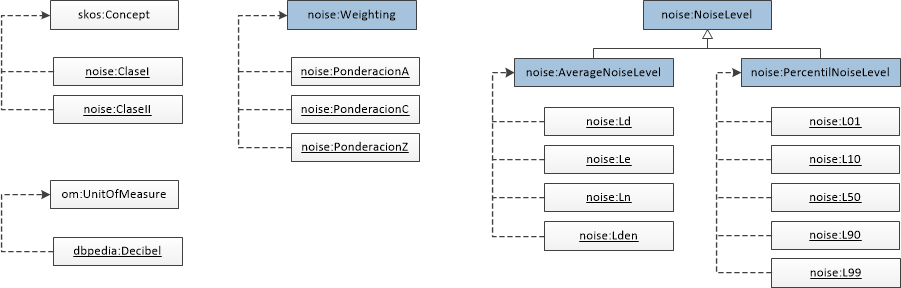 skos:Concept
noise:ClaseI
noise:ClaseII
om:UnitOfMeasure
dbpedia:Decibel
noise:Weighting
noise:PonderacionA
noise:PonderacionC
noise:PonderacionZ
noise:NoiseLevel
noise:AverageNoiseLevel
noise:Ld
noise:Le
noise:Ln
noise:Lden
noise:PercentilNoiseLevel
noise:L01
noise:L10
noise:L50
noise:L90
noise:L99